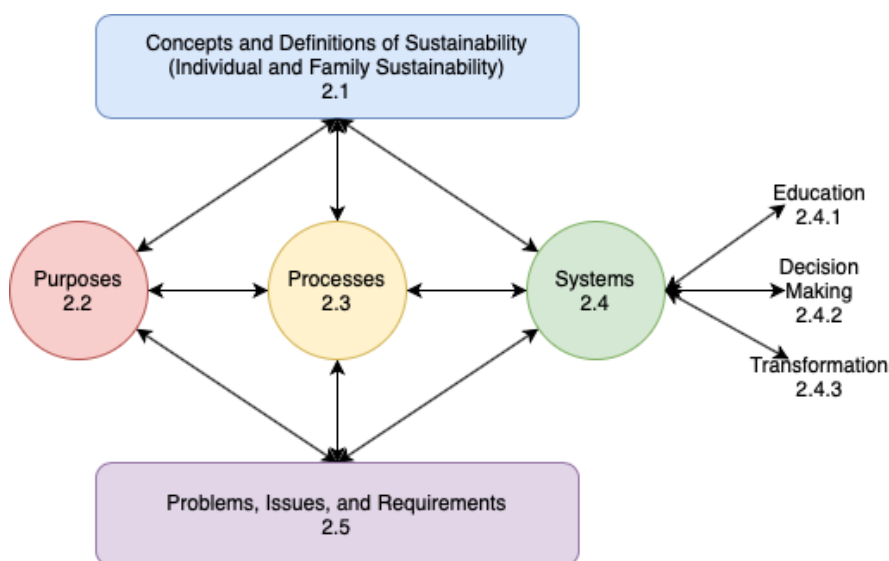 Concepts and Definitions of Sustainability
(Individual and Family Sustainability)
2.1
Purposes
2.2
Processes
2.3
Systems
2.4
Education
2.4.1
Decision
Making
2.4.2
Transformation
2.4.3
Problems, Issues, and Requirements
2.5